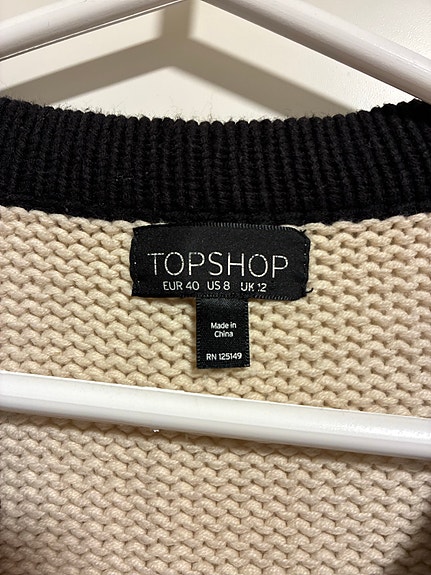 TOPSHOP
EUR 40 US 8 UK 12
Made in
China
RN 125149